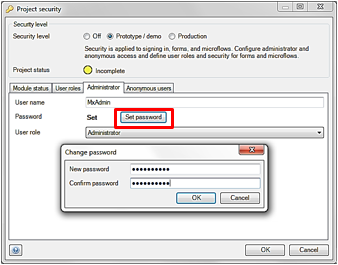 Project security
Security level
Security level Off Prototype / demo Production
Security is applied to signing in, forms, and microflows. Configure administrator and
anonymous access and define user roles and security for forms and microflows.
Project status Incomplete
Module status User roles Administrator Anonymous users
User name MxAdmin
Password Set Set password
User role Administrator
Change password
New password ••••••••••
Confirm password ••••••••••
OK Cancel
OK Cancel